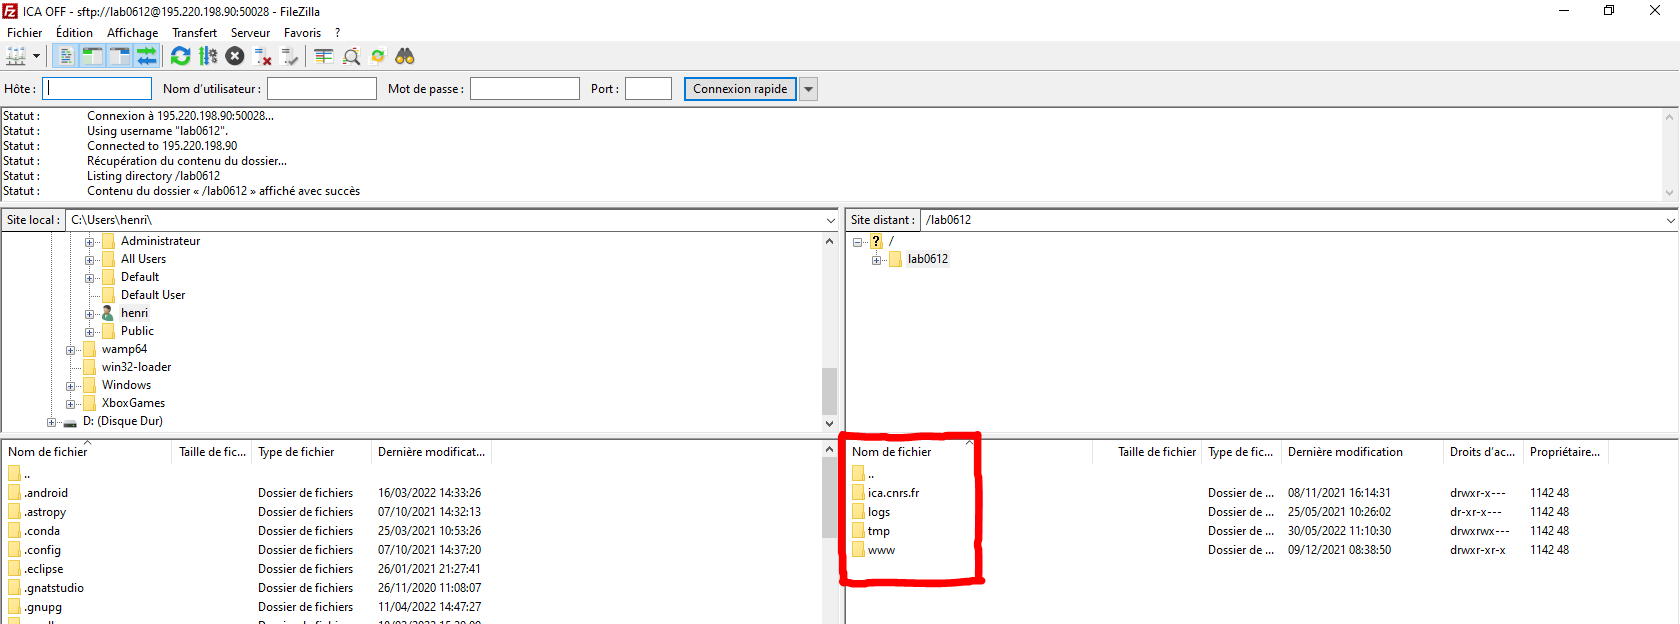 ICA OFF - sftp://lab0612@195.220.198.90:50028 - FileZilla
Fichier Édition Affichage Transfert Serveur Favoris ?
Hôte : Nom d'utilisateur : Mot de passe : Port : Connexion rapide
Statut : Connexion à 195.220.198.90:50028...
Statut : Using username "lab0612".
Statut : Connected to 195.220.198.90
Statut : Récupération du contenu du dossier...
Statut : Listing directory /lab0612
Statut : Contenu du dossier « /lab0612 » affiché avec succès
Site local : C:\Users\henri\
Administrateur
All Users
Default
Default User
henri
Public
wamp64
win32-loader
Windows
XboxGames
D: (Disque Dur)
Site distant : /lab0612
?
/
lab0612
Nom de fichier Taille de fic... Type de fichier Dernière modificat...
..
.android Dossier de fichiers 16/03/2022 14:33:26
.astropy Dossier de fichiers 07/10/2021 14:32:13
.conda Dossier de fichiers 25/03/2021 10:53:26
.config Dossier de fichiers 07/10/2021 14:37:20
.eclipse Dossier de fichiers 26/01/2021 21:27:41
.gnatstudio Dossier de fichiers 26/11/2020 11:08:07
.gnupg Dossier de fichiers 11/04/2022 14:47:27
Nom de fichier Taille de fichier Type de fic... Dernière modification Droits d'ac... Propriétaire...
..
ica.cnrs.fr Dossier de ... 08/11/2021 16:14:31 drwxr-x--- 1142 48
logs Dossier de ... 25/05/2021 10:26:02 dr-xr-x--- 1142 48
tmp Dossier de ... 30/05/2022 11:10:30 drwxrwx--- 1142 48
www Dossier de ... 09/12/2021 08:38:50 drwxr-xr-x 1142 48